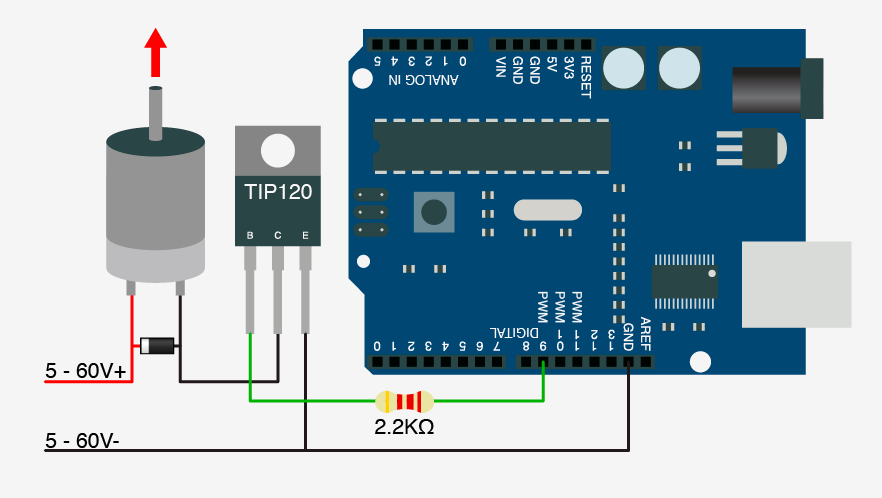 5 4 3 2 1 0
ANALOG IN
VIN GND GND 5V 3V3 RESET
TIP120
B C E
PWM PWM PWM
DIGITAL
0 1 2 3 4 5 6 7 8 9 10 11 12 13 GND AREF
5 - 60V+
2.2KΩ
5 - 60V-